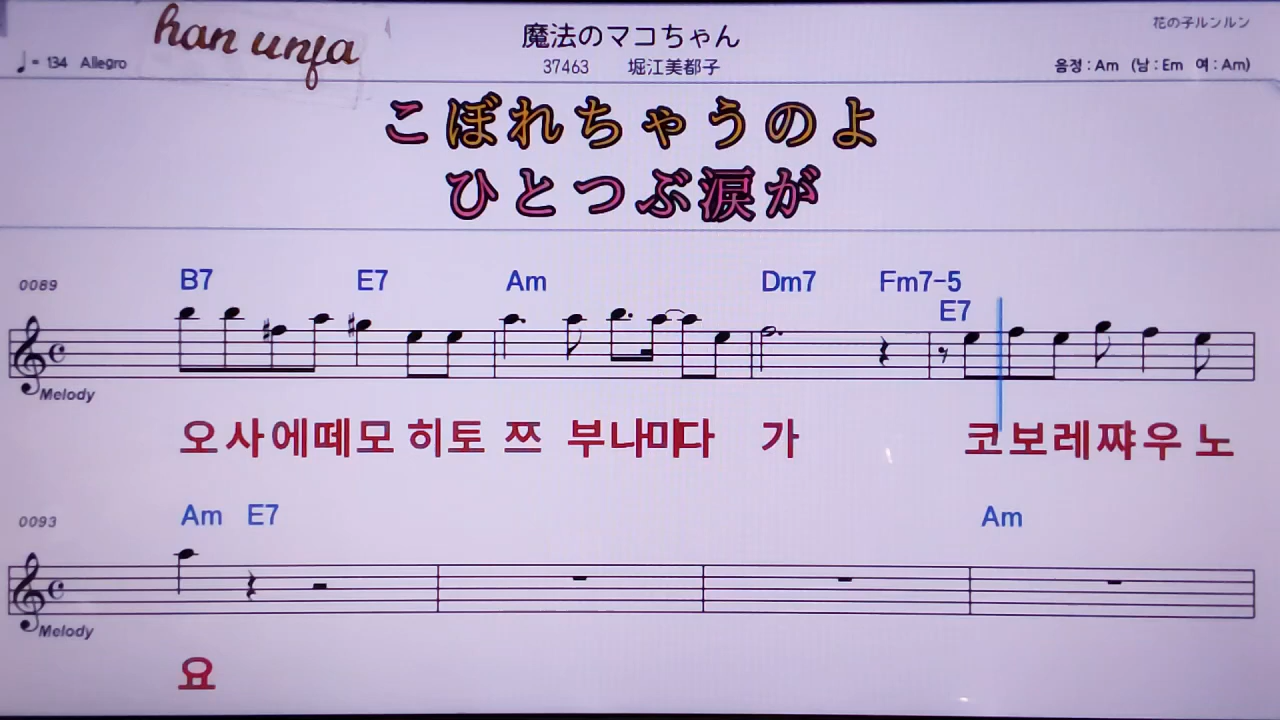 han unja
魔法のマコちゃん
花の子ルンルン
♩= 134 Allegro
37463 堀江美都子
음정 : Am (남 : Em 여 : Am)
こぼれちゃうのよ
ひとつぶ涙が
0089 B7 E7 Am Dm7 Fm7-5 E7
Melody
오사에떼모 히토 쯔 부나미다 가 코보레쨔우 노
0093 Am E7 Am
Melody
요